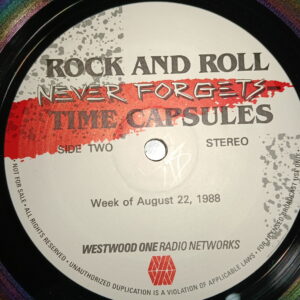 ROCK AND ROLL
NEVER FORGETS
TIME CAPSULES
SIDE TWO
STEREO
Week of August 22, 1988
WESTWOOD ONE RADIO NETWORKS
• NOT FOR SALE • ALL RIGHTS RESERVED • UNAUTHORIZED DUPLICATION IS A VIOLATION OF APPLICABLE LAWS •